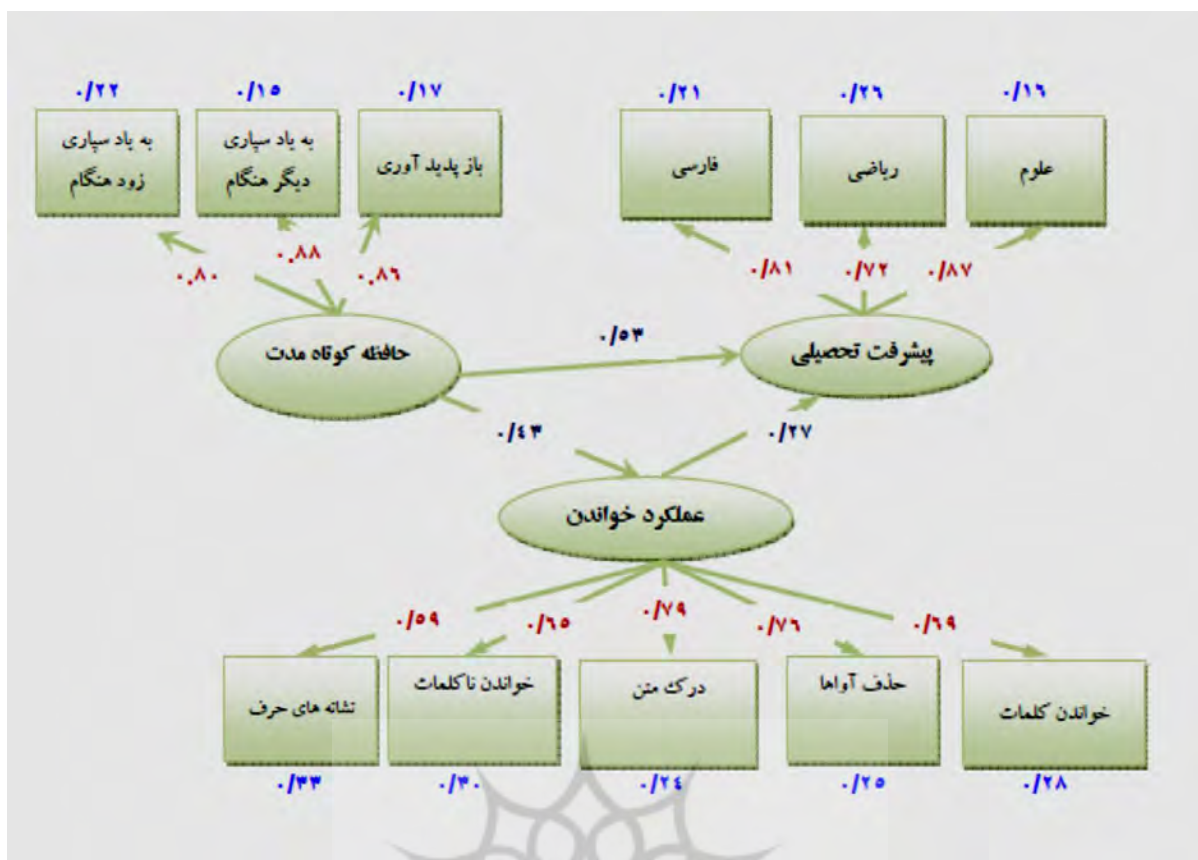 ۰/۱۶
۰/۲۶
۰/۲۱
۰/۱۷
۰/۱۵
۰/۲۲
علوم
ریاضی
فارسی
باز پدید آوری
به یاد سپاری
دیگر هنگام
به یاد سپاری
زود هنگام
۰/۸۷
۰/۷۲
۰/۸۱
۰.۸۶
۰.۸۸
۰.۸۰
پیشرفت تحصیلی
۰/۵۳
حافظه کوتاه مدت
۰/۲۷
۰/٤۳
عملکرد خواندن
۰/۶۹
۰/۷۶
۰/۷۹
۰/۶۵
۰/۵۹
خواندن کلمات
حذف آواها
درک متن
خواندن ناکلمات
نشانه های حرف
۰/۲۸
۰/۲۵
۰/۲٤
۰/۳۰
۰/۳۳